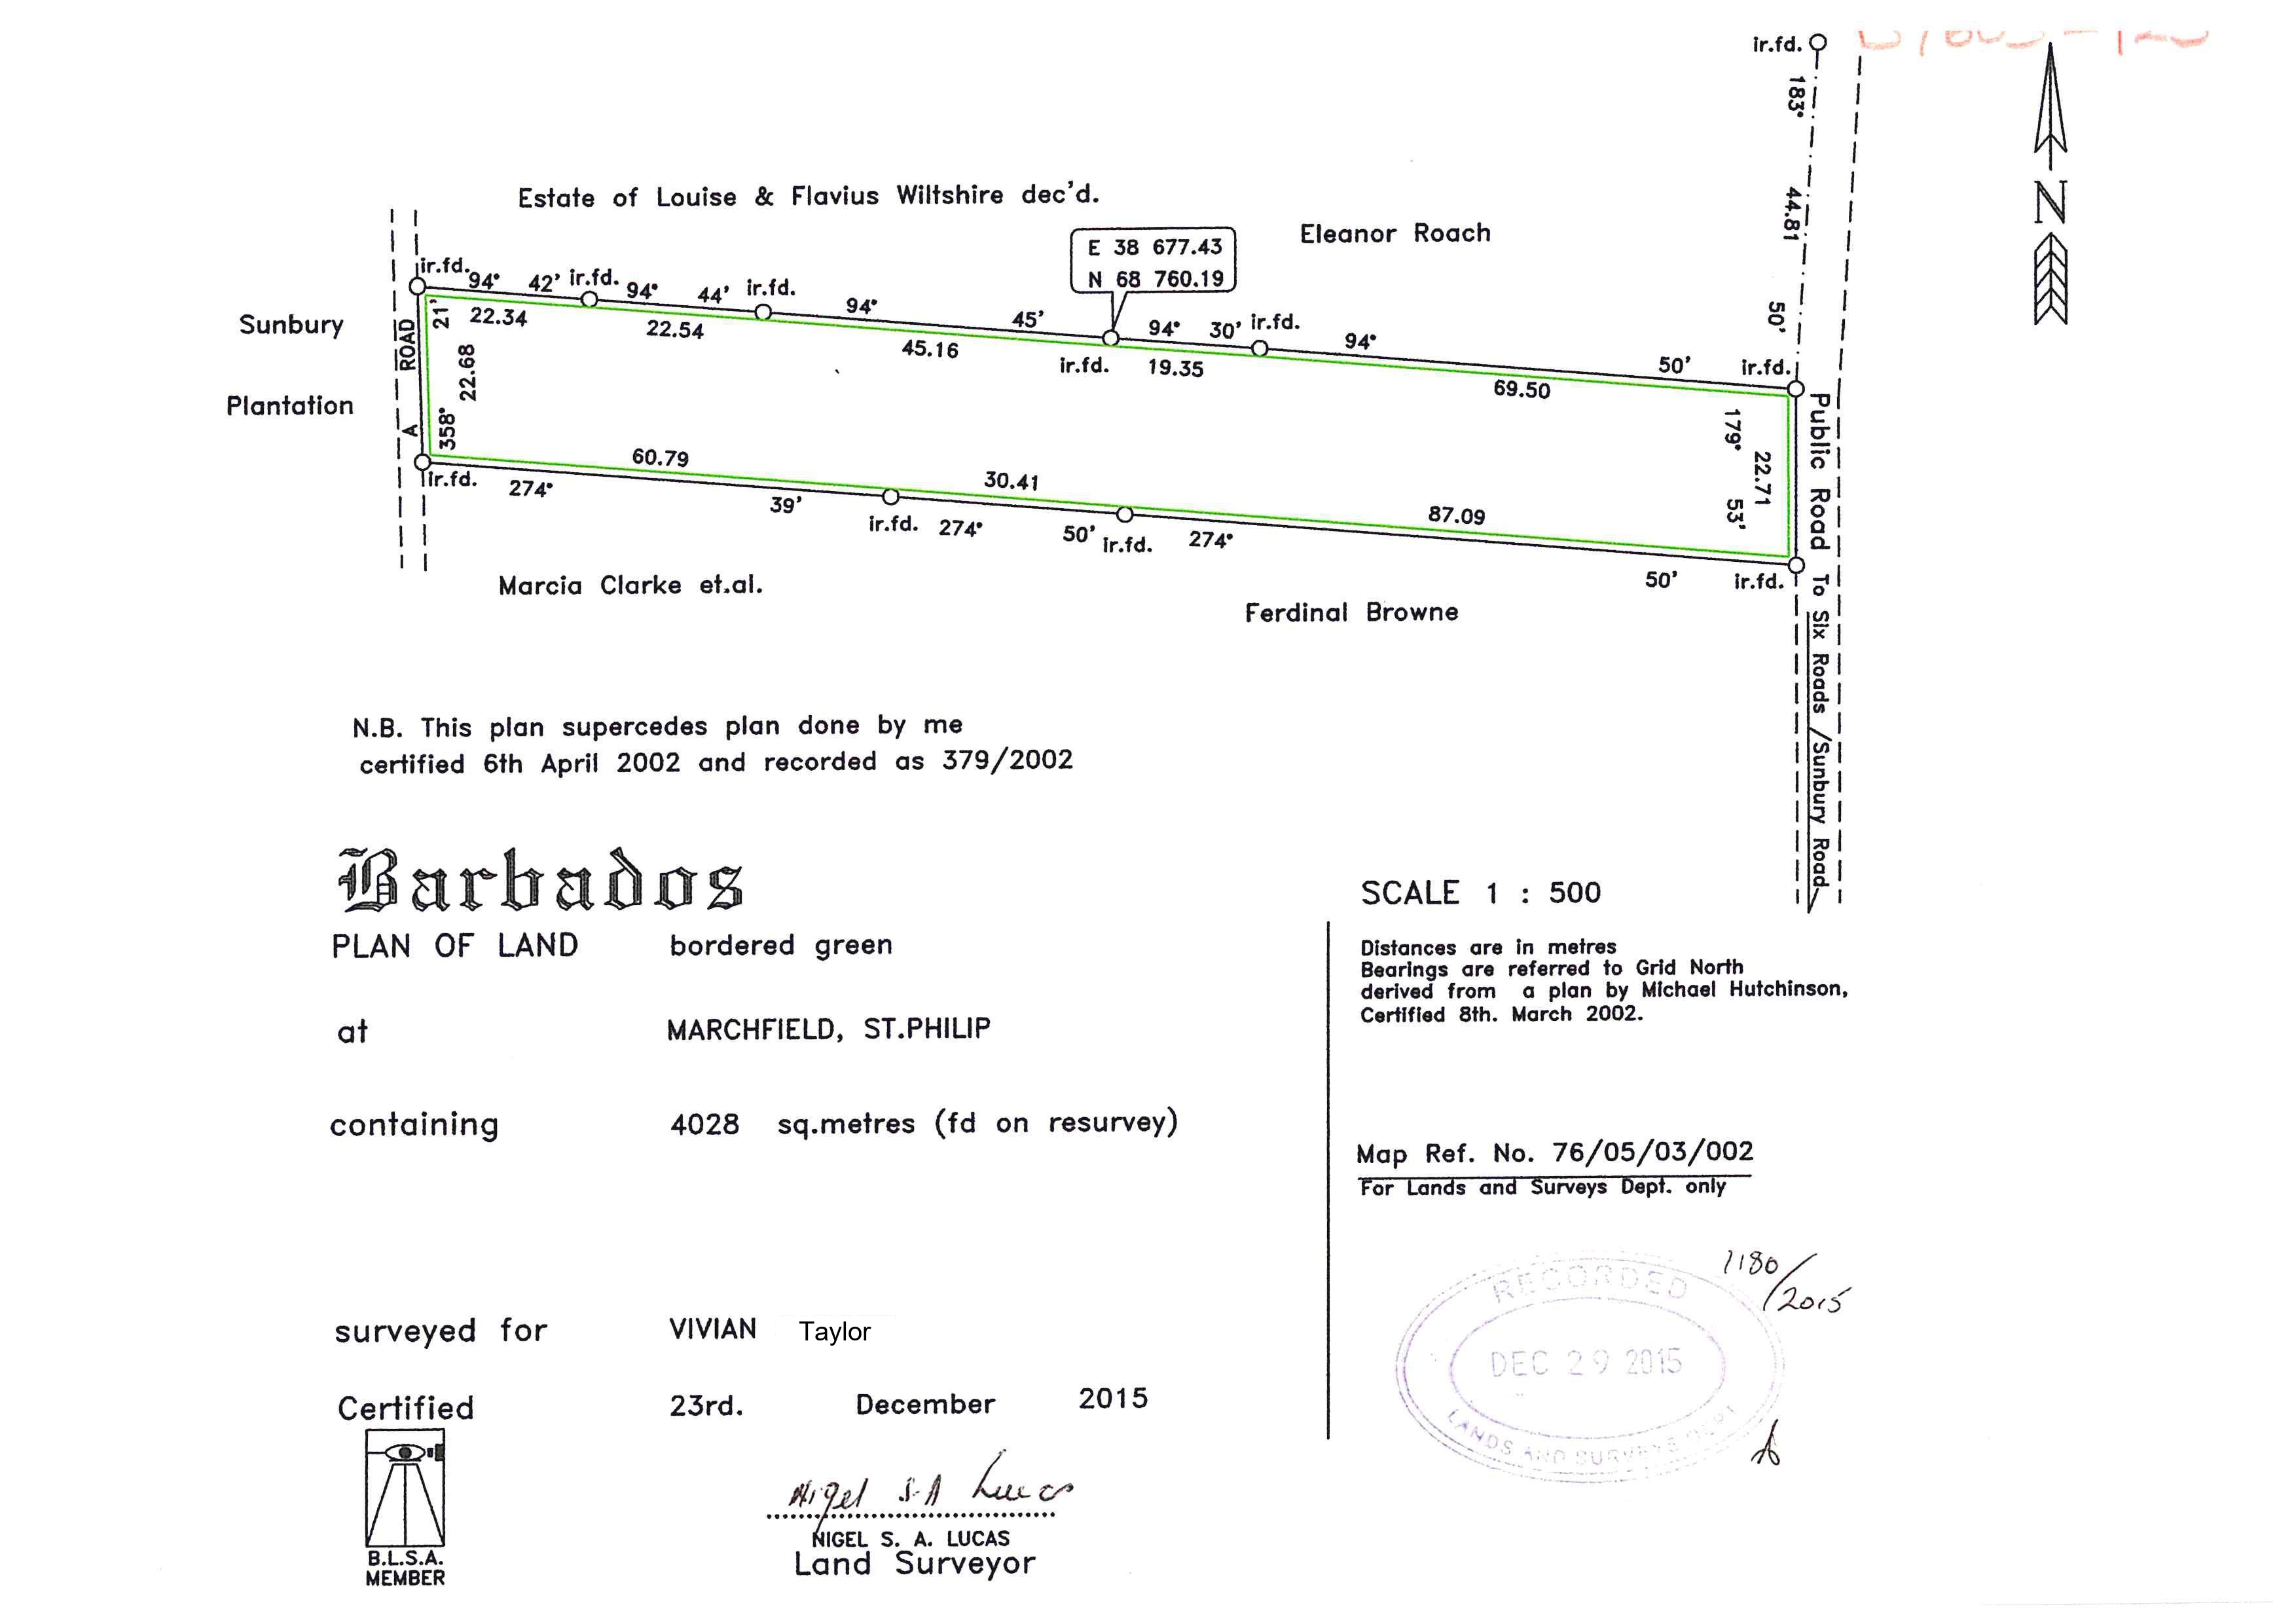 ir.fd.
183° 44.81 50'
N
Estate of Louise & Flavius Wiltshire dec'd.
Eleanor Roach
E 38 677.43
N 68 760.19
ir.fd. 94° 42' ir.fd. 94° 44' ir.fd. 94° 45' ir.fd. 94° 30' ir.fd. 94° 50' ir.fd.
22.34 22.54 45.16 19.35 69.50
Sunbury
Plantation
A ROAD
358° 22.68 21'
179° 22.71 53'
Public Road To Six Roads /Sunbury Road
60.79 30.41 87.09
ir.fd. 274° 39' ir.fd. 274° 50' ir.fd. 274° 50' ir.fd.
Marcia Clarke et.al.
Ferdinal Browne
N.B. This plan supercedes plan done by me
certified 6th April 2002 and recorded as 379/2002
Barbados
PLAN OF LAND bordered green
at MARCHFIELD, ST.PHILIP
containing 4028 sq.metres (fd on resurvey)
surveyed for VIVIAN Taylor
Certified 23rd. December 2015
B.L.S.A.
MEMBER
Nigel S.A Lucas
NIGEL S. A. LUCAS
Land Surveyor
SCALE 1 : 500
Distances are in metres
Bearings are referred to Grid North
derived from a plan by Michael Hutchinson,
Certified 8th. March 2002.
Map Ref. No. 76/05/03/002
For Lands and Surveys Dept. only
1180/2015
RECORDED
DEC 29 2015
LANDS AND SURVEYS DEPT